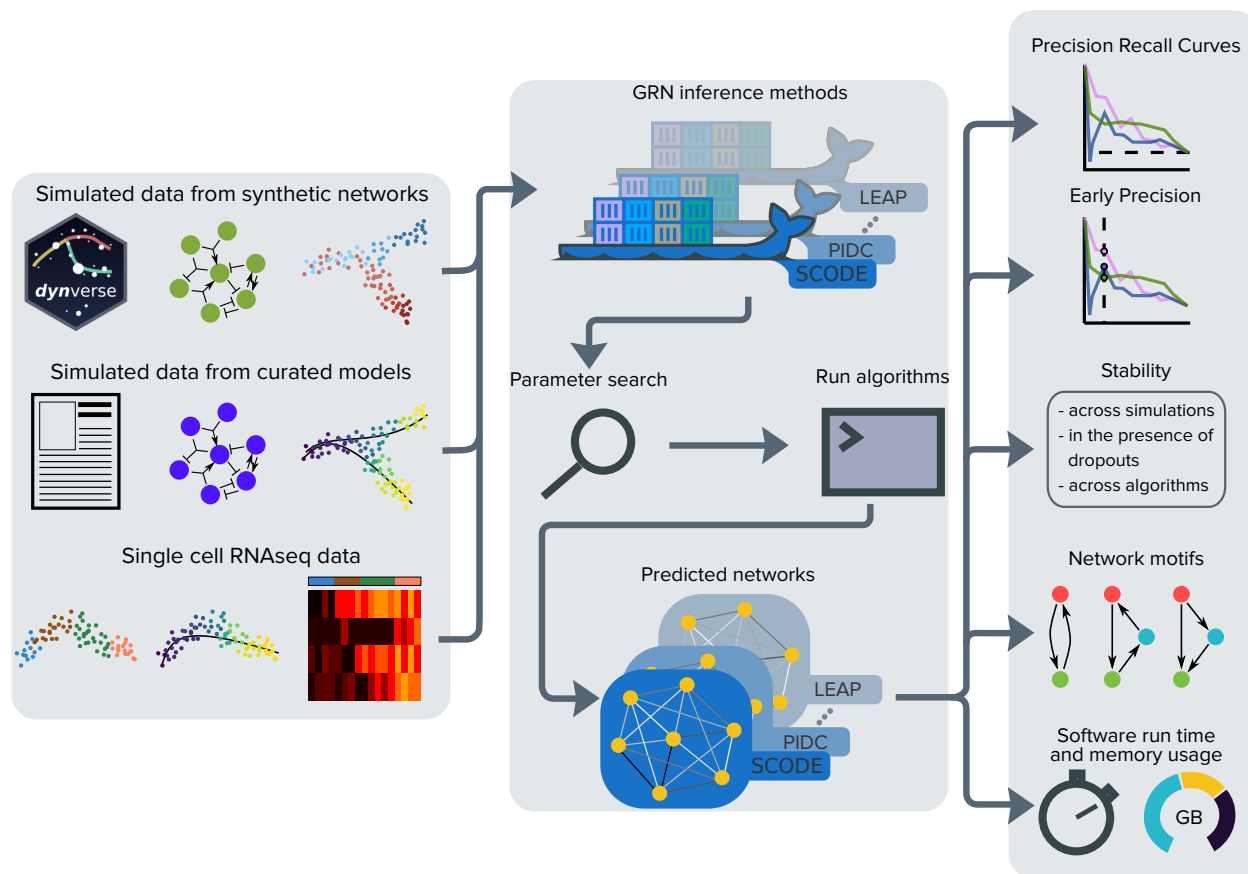 Simulated data from synthetic networks
dynverse
Simulated data from curated models
Single cell RNAseq data
GRN inference methods
LEAP
PIDC
SCODE
Parameter search
Run algorithms
Predicted networks
LEAP
PIDC
SCODE
Precision Recall Curves
Early Precision
Stability
- across simulations
- in the presence of
dropouts
- across algorithms
Network motifs
Software run time
and memory usage
GB